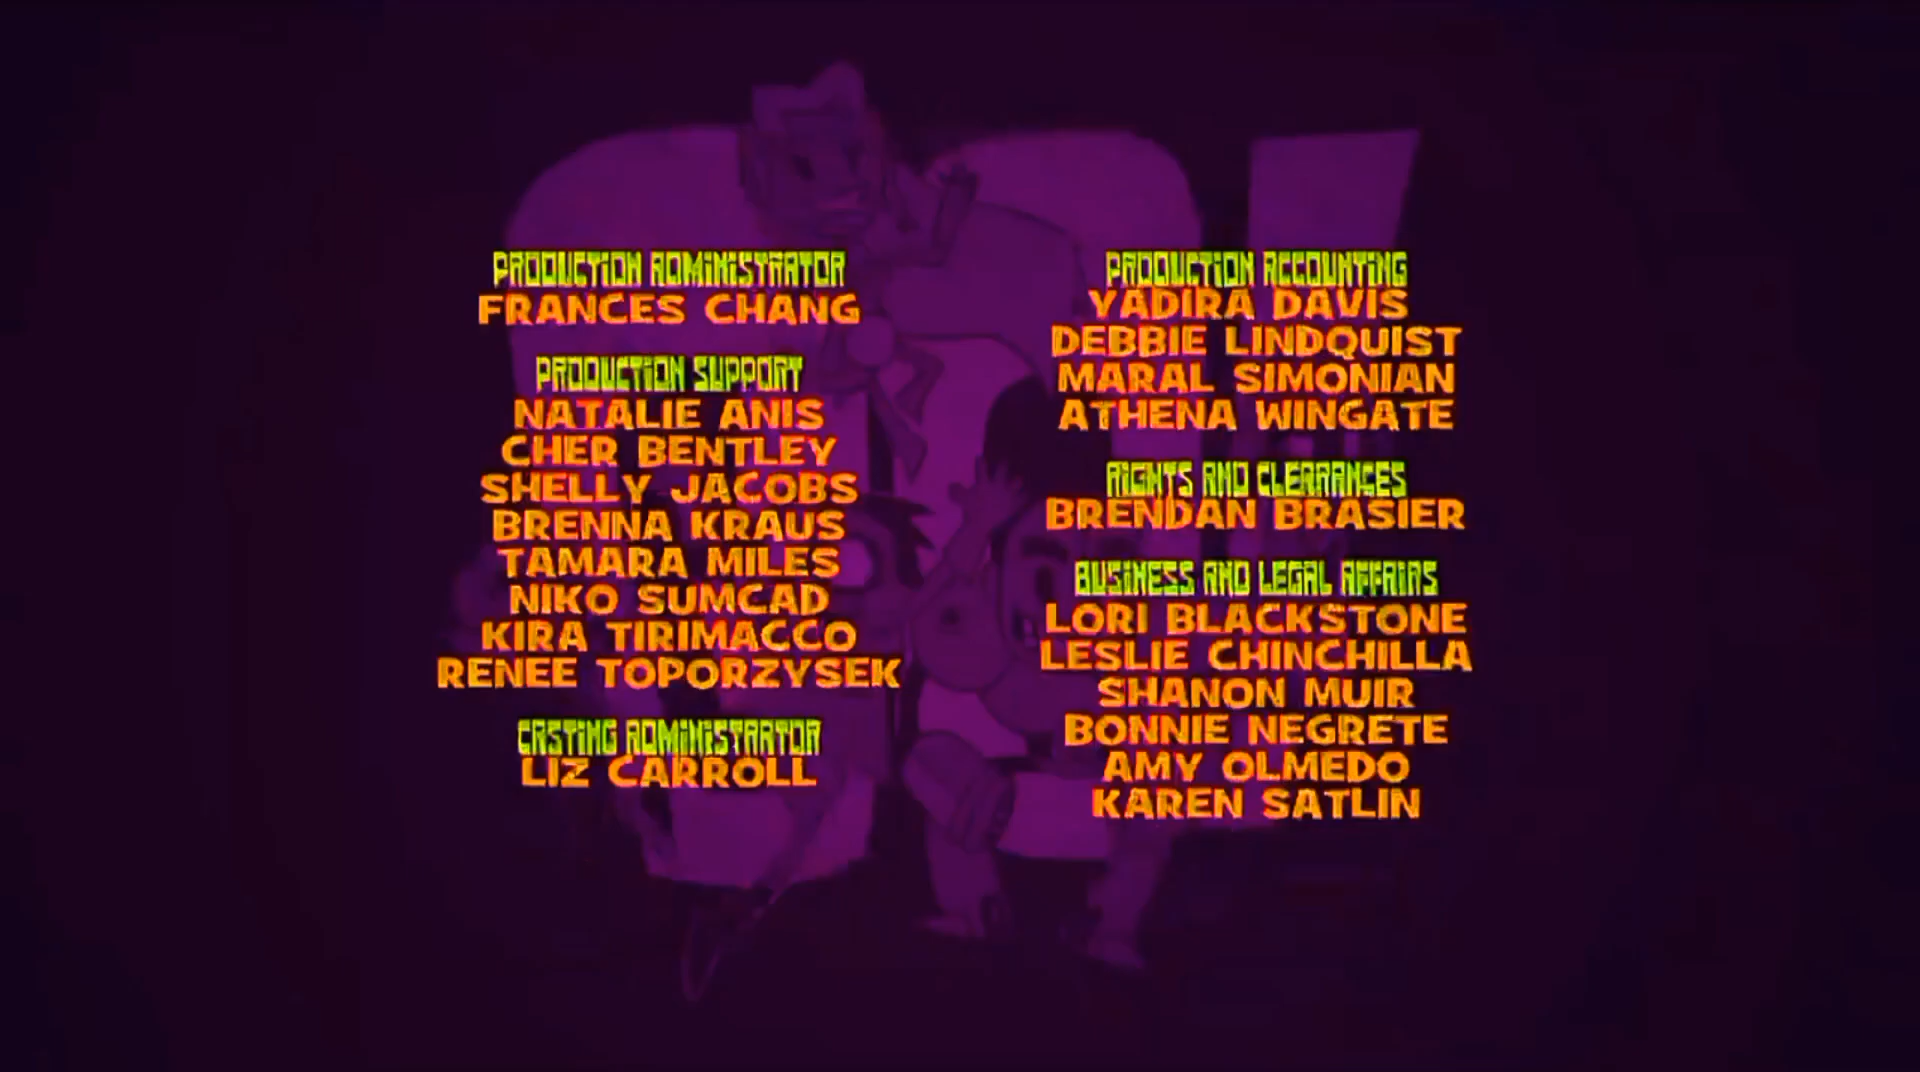 PRODUCTION ADMINISTRATOR
FRANCES CHANG
PRODUCTION SUPPORT
NATALIE ANIS
CHER BENTLEY
SHELLY JACOBS
BRENNA KRAUS
TAMARA MILES
NIKO SUMCAD
KIRA TIRIMACCO
RENEE TOPORZYSEK
CASTING ADMINISTRATOR
LIZ CARROLL
PRODUCTION ACCOUNTING
YADIRA DAVIS
DEBBIE LINDQUIST
MARAL SIMONIAN
ATHENA WINGATE
RIGHTS AND CLEARANCES
BRENDAN BRASIER
BUSINESS AND LEGAL AFFAIRS
LORI BLACKSTONE
LESLIE CHINCHILLA
SHANON MUIR
BONNIE NEGRETE
AMY OLMEDO
KAREN SATLIN